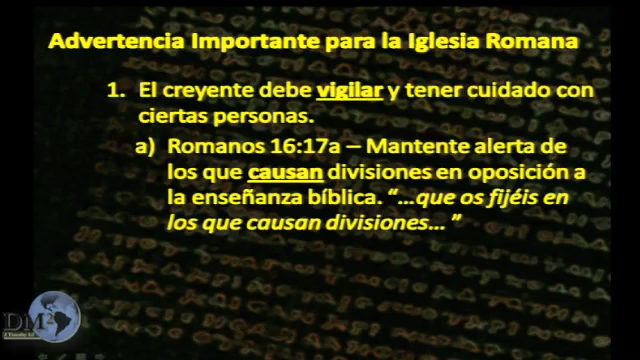 Advertencia Importante para la Iglesia Romana
1. El creyente debe vigilar y tener cuidado con
ciertas personas.
a) Romanos 16:17a – Mantente alerta de
los que causan divisiones en oposición a
la enseñanza bíblica. “…que os fijéis en
los que causan divisiones… ”
DM²